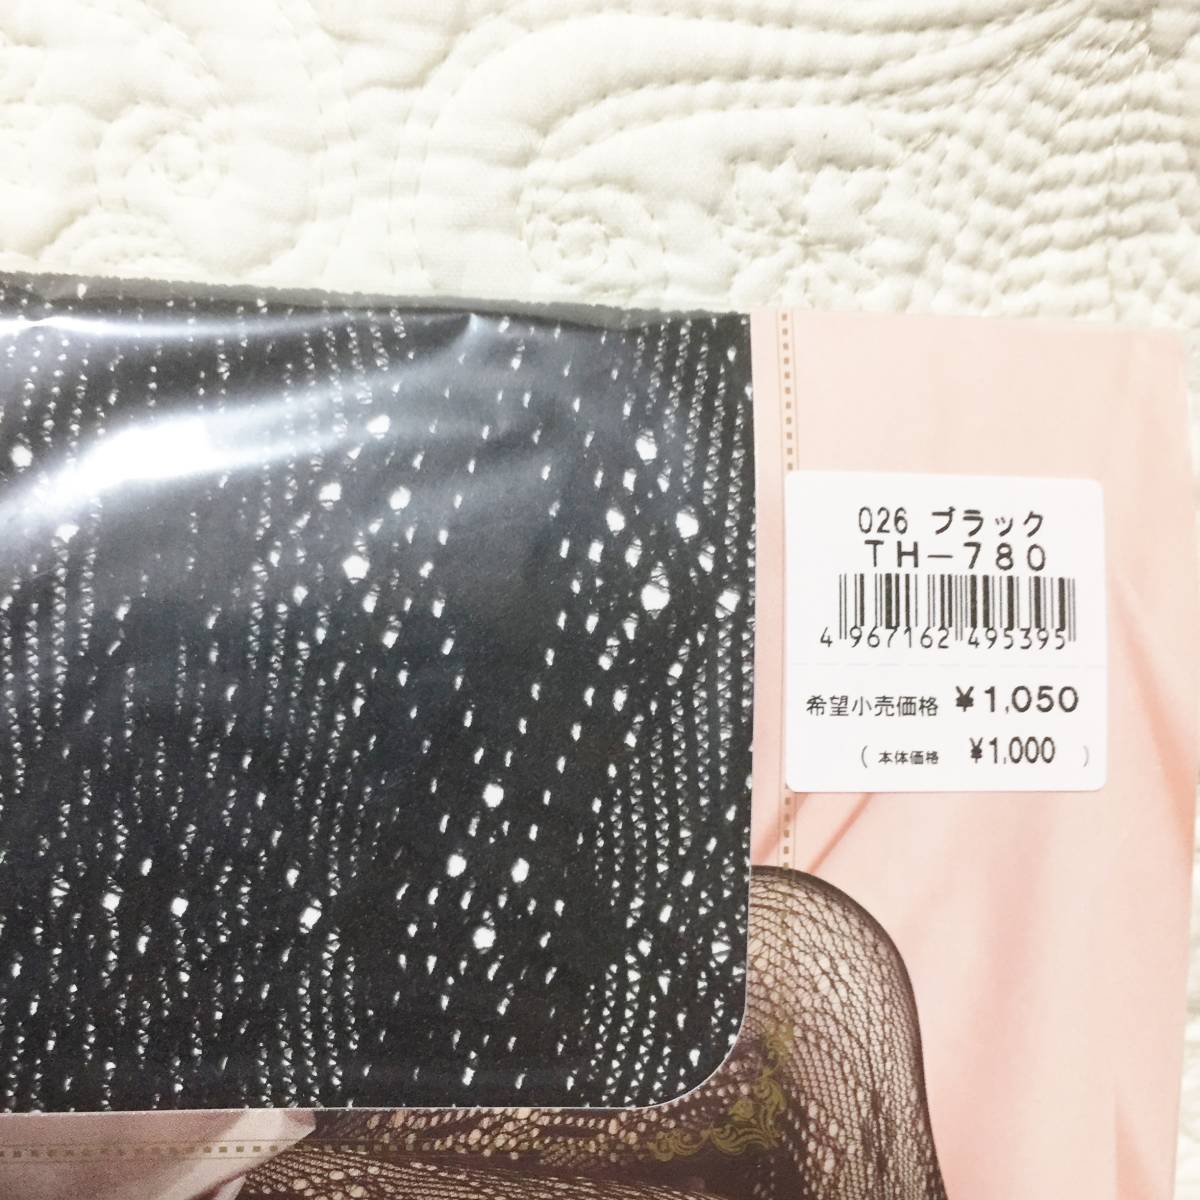 026 ブラック
TH-780
4 967162 495395
希望小売価格 ¥1,050
( 本体価格 ¥1,000 )